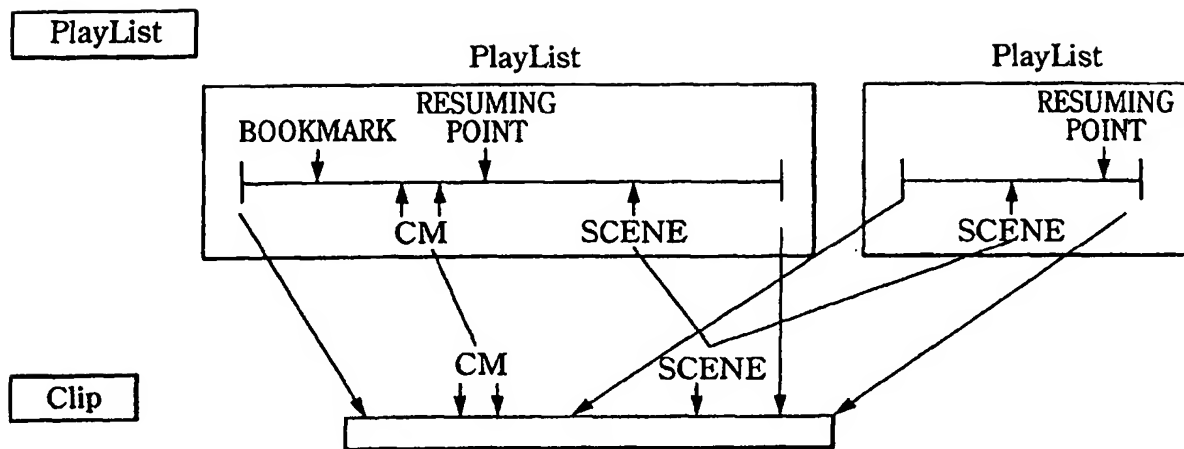 PlayList
PlayList
PlayList
BOOKMARK
RESUMING
POINT
RESUMING
POINT
CM
SCENE
SCENE
CM
SCENE
Clip